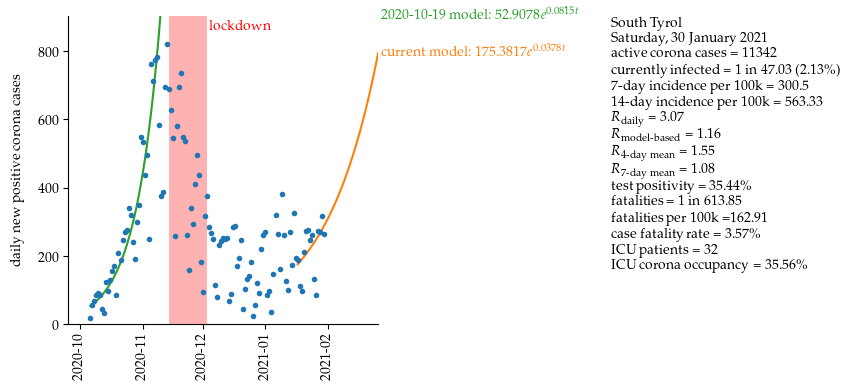 2020-10-19 model: 52.9078e^0.0815t
lockdown
current model: 175.3817e^0.0378t
daily new positive corona cases
800
600
400
200
0
2020-10
2020-11
2020-12
2021-01
2021-02
South Tyrol
Saturday, 30 January 2021
active corona cases = 11342
currently infected = 1 in 47.03 (2.13%)
7-day incidence per 100k = 300.5
14-day incidence per 100k = 563.33
R_daily = 3.07
R_model-based = 1.16
R_4-day mean = 1.55
R_7-day mean = 1.08
test positivity = 35.44%
fatalities = 1 in 613.85
fatalities per 100k =162.91
case fatality rate = 3.57%
ICU patients = 32
ICU corona occupancy = 35.56%